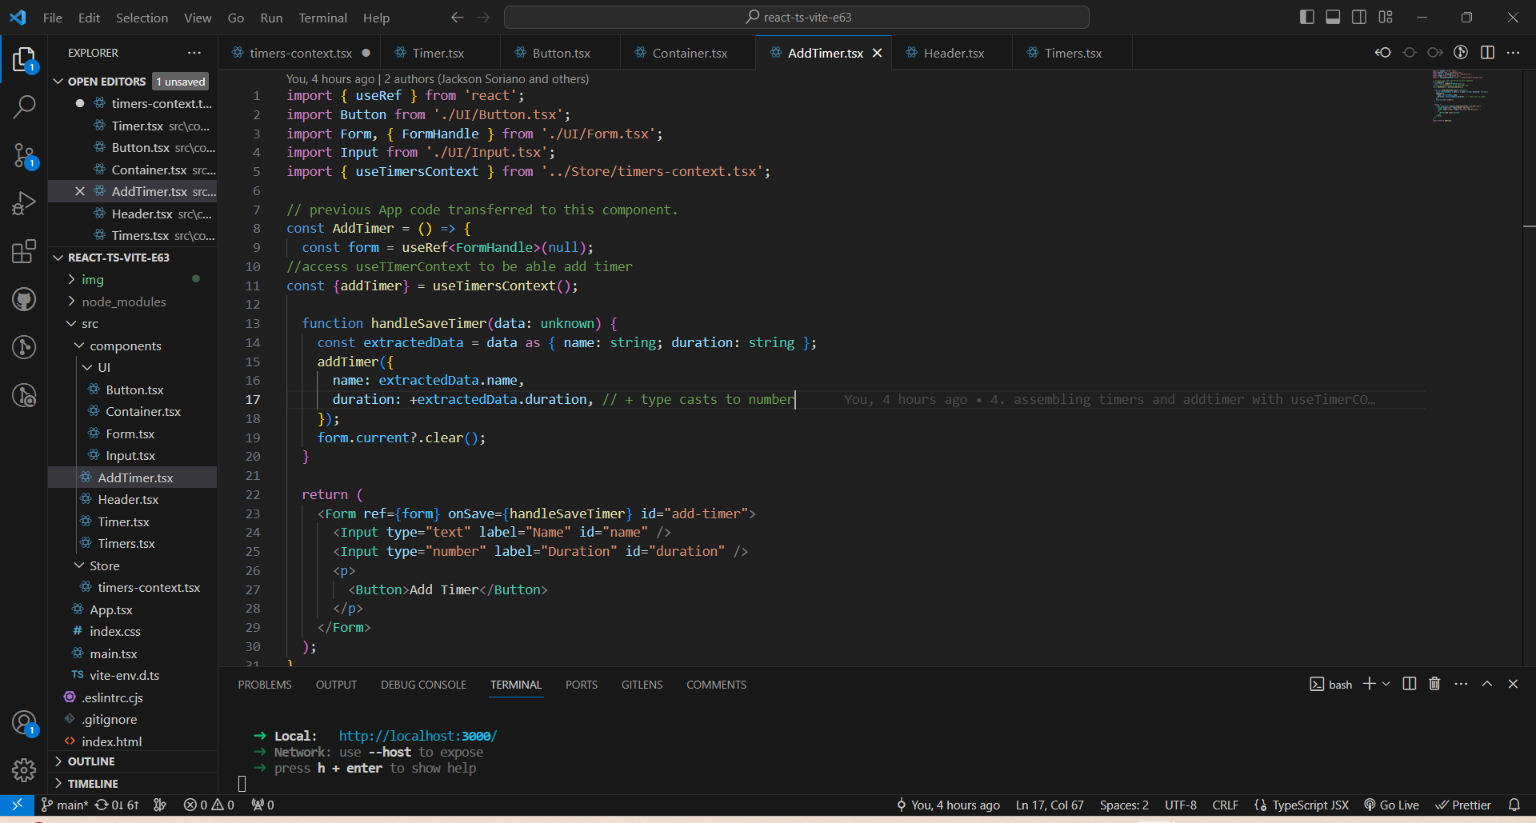 File Edit Selection View Go Run Terminal Help
react-ts-vite-e63
EXPLORER
OPEN EDITORS 1 unsaved
timers-context.t...
Timer.tsx src\co...
Button.tsx src\co...
Container.tsx src...
AddTimer.tsx src...
Header.tsx src\c...
Timers.tsx src\co...
REACT-TS-VITE-E63
img
node_modules
src
components
UI
Button.tsx
Container.tsx
Form.tsx
Input.tsx
AddTimer.tsx
Header.tsx
Timer.tsx
Timers.tsx
Store
timers-context.tsx
App.tsx
# index.css
main.tsx
TS vite-env.d.ts
.eslintrc.cjs
.gitignore
<> index.html
OUTLINE
TIMELINE
timers-context.tsx Timer.tsx Button.tsx Container.tsx AddTimer.tsx Header.tsx Timers.tsx
You, 4 hours ago | 2 authors (Jackson Soriano and others)
1 import { useRef } from 'react';
2 import Button from './UI/Button.tsx';
3 import Form, { FormHandle } from './UI/Form.tsx';
4 import Input from './UI/Input.tsx';
5 import { useTimersContext } from '../Store/timers-context.tsx';
6
7 // previous App code transferred to this component.
8 const AddTimer = () => {
9 const form = useRef<FormHandle>(null);
10 //access useTImerContext to be able add timer
11 const {addTimer} = useTimersContext();
12
13 function handleSaveTimer(data: unknown) {
14 const extractedData = data as { name: string; duration: string };
15 addTimer({
16 name: extractedData.name,
17 duration: +extractedData.duration, // + type casts to number You, 4 hours ago • 4. assembling timers and addtimer with useTimerCO…
18 });
19 form.current?.clear();
20 }
21
22 return (
23 <Form ref={form} onSave={handleSaveTimer} id="add-timer">
24 <Input type="text" label="Name" id="name" />
25 <Input type="number" label="Duration" id="duration" />
26 <p>
27 <Button>Add Timer</Button>
28 </p>
29 </Form>
30 );
31 }
PROBLEMS OUTPUT DEBUG CONSOLE TERMINAL PORTS GITLENS COMMENTS
bash
➜ Local: http://localhost:3000/
➜ Network: use --host to expose
➜ press h + enter to show help
main* 0↓ 6↑ 0 0 0
You, 4 hours ago Ln 17, Col 67 Spaces: 2 UTF-8 CRLF {} TypeScript JSX Go Live Prettier
1
1
1